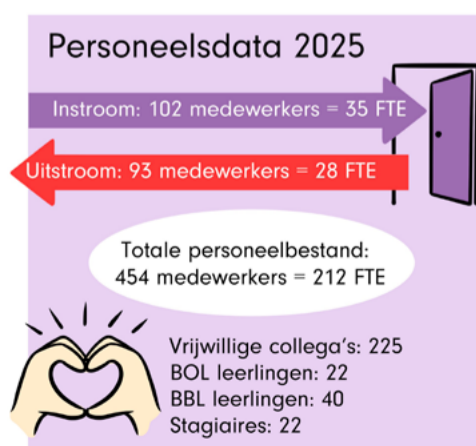 Personeelsdata 2025
Instroom: 102 medewerkers = 35 FTE
Uitstroom: 93 medewerkers = 28 FTE
Totale personeelbestand:
454 medewerkers = 212 FTE
Vrijwillige collega's: 225
BOL leerlingen: 22
BBL leerlingen: 40
Stagiaires: 22